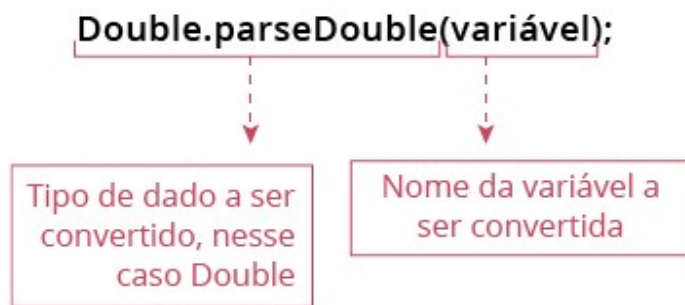 Double.parseDouble(variável);
Tipo de dado a ser
convertido, nesse
caso Double
Nome da variável a
ser convertida